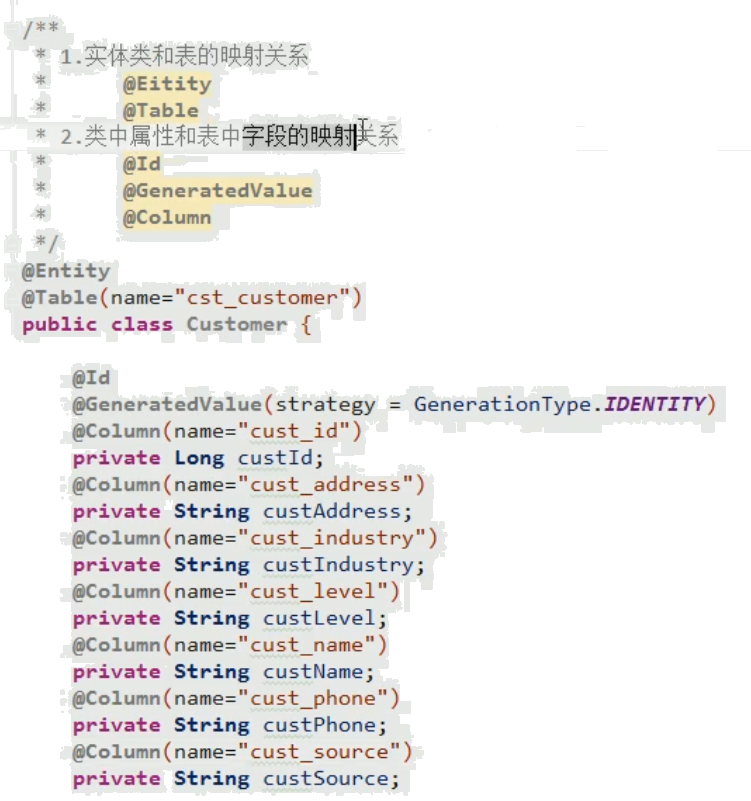 /**
 * 1.实体类和表的映射关系
 *      @Eitity
 *      @Table
 * 2.类中属性和表中字段的映射关系
 *      @Id
 *      @GeneratedValue
 *      @Column
 */
@Entity
@Table(name="cst_customer")
public class Customer {
    @Id
    @GeneratedValue(strategy = GenerationType.IDENTITY)
    @Column(name="cust_id")
    private Long custId;
    @Column(name="cust_address")
    private String custAddress;
    @Column(name="cust_industry")
    private String custIndustry;
    @Column(name="cust_level")
    private String custLevel;
    @Column(name="cust_name")
    private String custName;
    @Column(name="cust_phone")
    private String custPhone;
    @Column(name="cust_source")
    private String custSource;